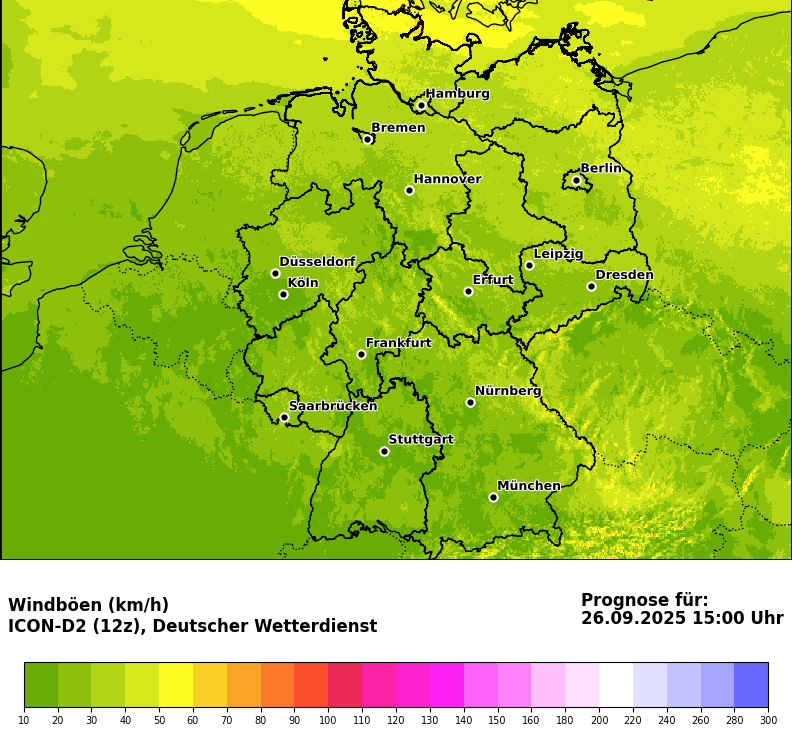 Hamburg
Bremen
Berlin
Hannover
Leipzig
Düsseldorf
Dresden
Köln
Erfurt
Frankfurt
Nürnberg
Saarbrücken
Stuttgart
München
Windböen (km/h)
ICON-D2 (12z), Deutscher Wetterdienst
Prognose für:
26.09.2025 15:00 Uhr
10 20 30 40 50 60 70 80 90 100 110 120 130 140 150 160 180 200 220 240 260 280 300